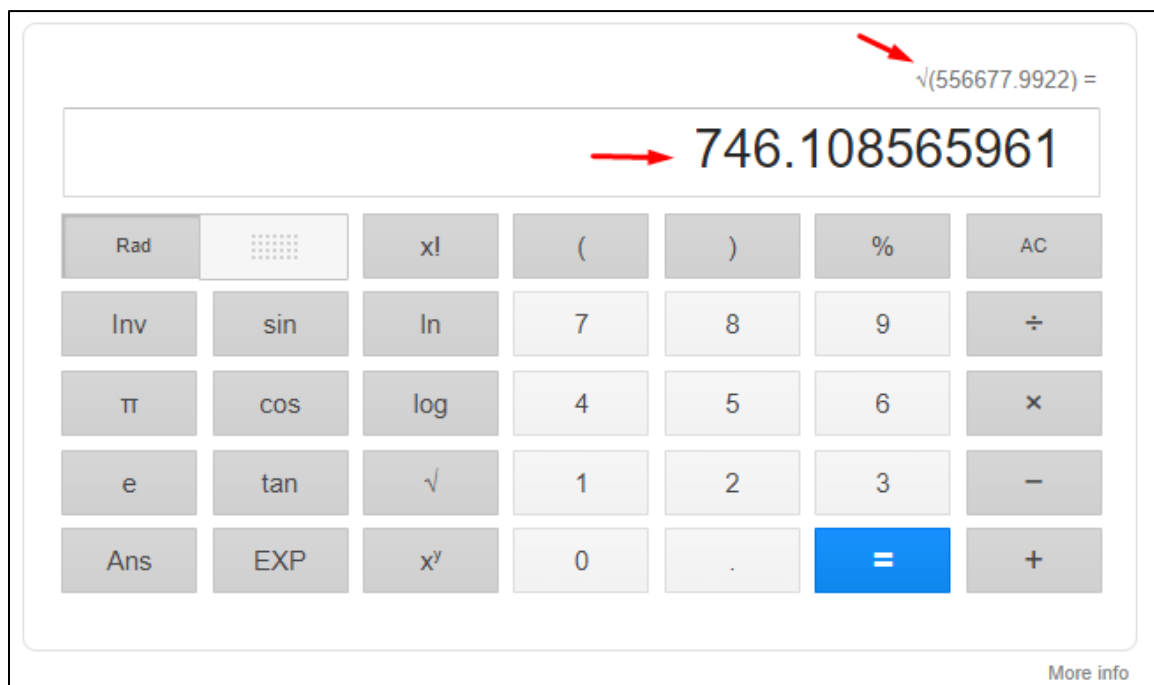 √(556677.9922) =
746.108565961
Rad x! ( ) % AC
Inv sin ln 7 8 9 ÷
π cos log 4 5 6 ×
e tan √ 1 2 3 −
Ans EXP xʸ 0 . = +
More info